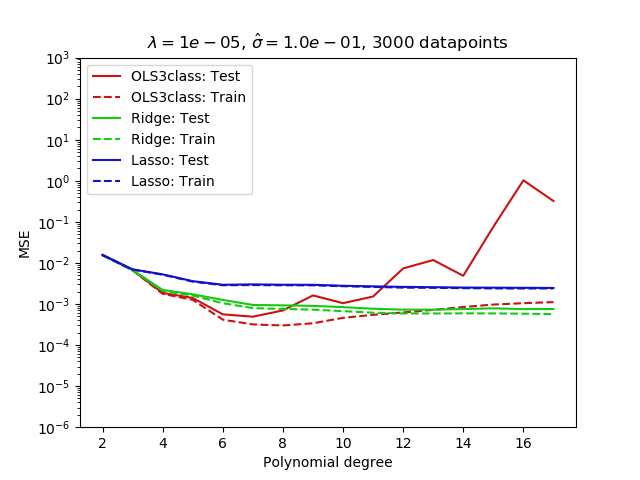 λ = 1e − 05, σ̂ = 1.0e − 01, 3000 datapoints
10³
10²
10¹
10⁰
10⁻¹
10⁻²
10⁻³
10⁻⁴
10⁻⁵
10⁻⁶
MSE
OLS3class: Test
OLS3class: Train
Ridge: Test
Ridge: Train
Lasso: Test
Lasso: Train
2 4 6 8 10 12 14 16
Polynomial degree